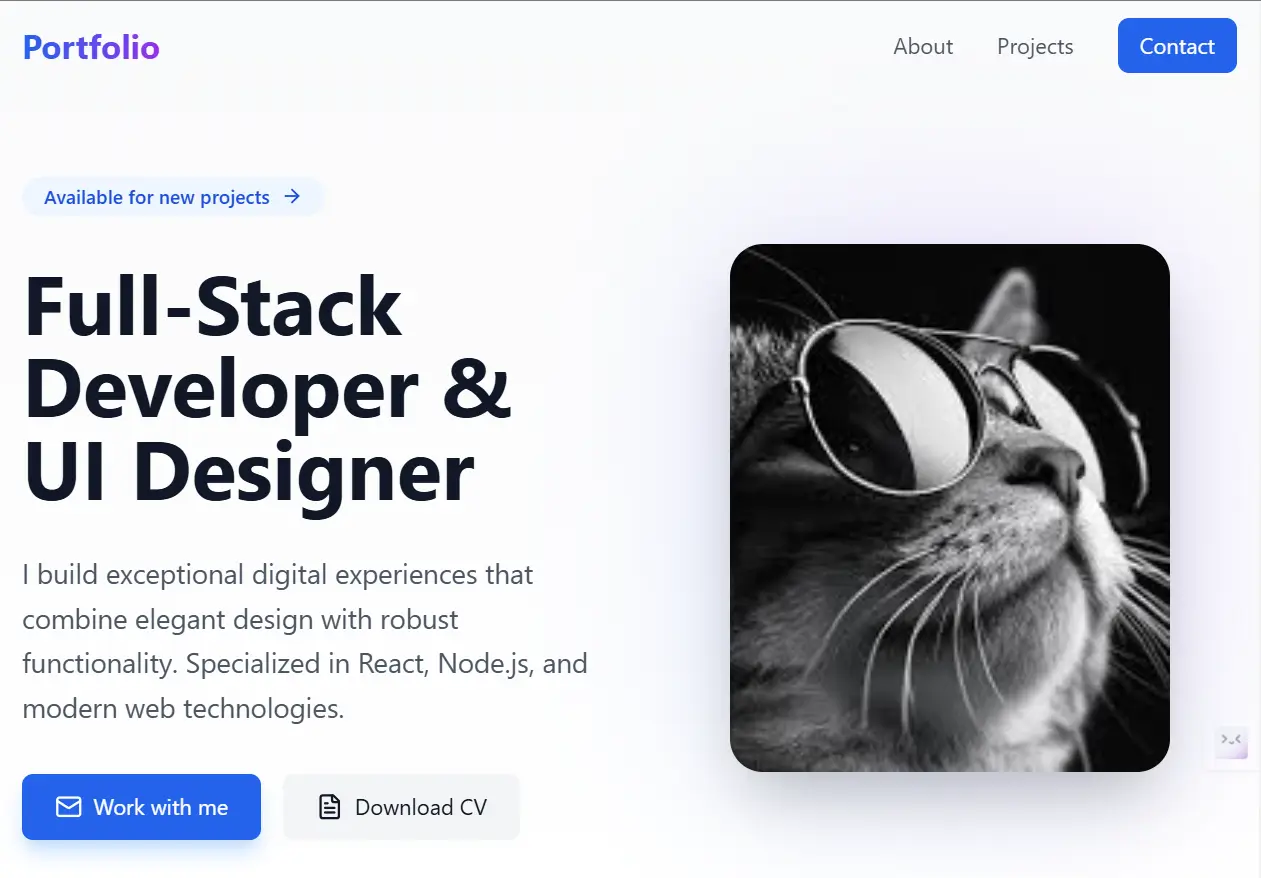 Portfolio
About
Projects
Contact
Available for new projects →
Full-Stack
Developer &
UI Designer
I build exceptional digital experiences that
combine elegant design with robust
functionality. Specialized in React, Node.js, and
modern web technologies.
Work with me
Download CV